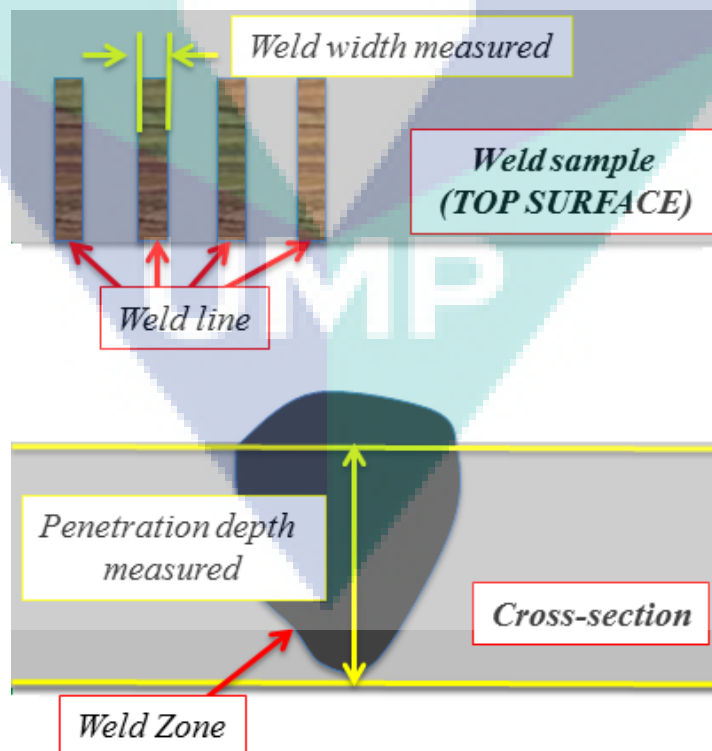 Weld width measured
Weld sample
(TOP SURFACE)
UMP
Weld line
Penetration depth
measured
Cross-section
Weld Zone